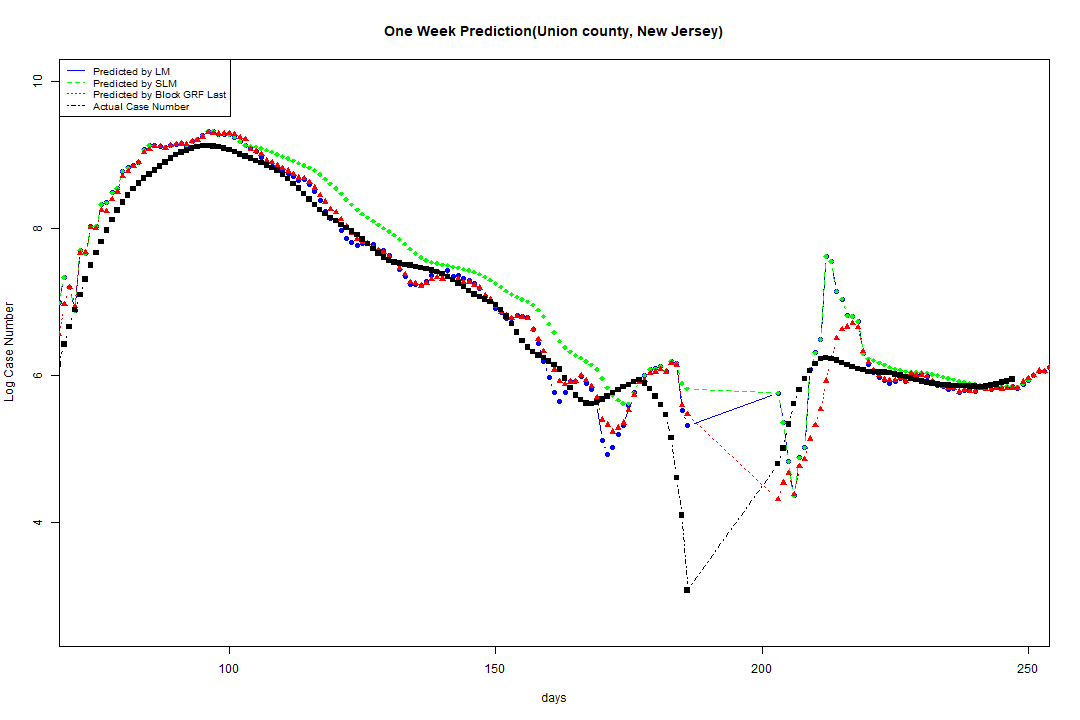 One Week Prediction(Union county, New Jersey)
Predicted by LM
Predicted by SLM
Predicted by Block GRF Last
Actual Case Number
10
8
6
4
Log Case Number
100
150
200
250
days